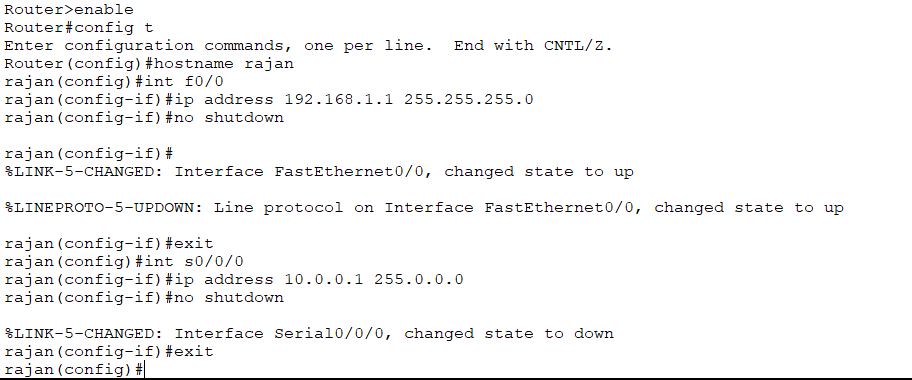 Router>enable
Router#config t
Enter configuration commands, one per line.  End with CNTL/Z.
Router(config)#hostname rajan
rajan(config)#int f0/0
rajan(config-if)#ip address 192.168.1.1 255.255.255.0
rajan(config-if)#no shutdown
rajan(config-if)#
%LINK-5-CHANGED: Interface FastEthernet0/0, changed state to up
%LINEPROTO-5-UPDOWN: Line protocol on Interface FastEthernet0/0, changed state to up
rajan(config-if)#exit
rajan(config)#int s0/0/0
rajan(config-if)#ip address 10.0.0.1 255.0.0.0
rajan(config-if)#no shutdown
%LINK-5-CHANGED: Interface Serial0/0/0, changed state to down
rajan(config-if)#exit
rajan(config)#